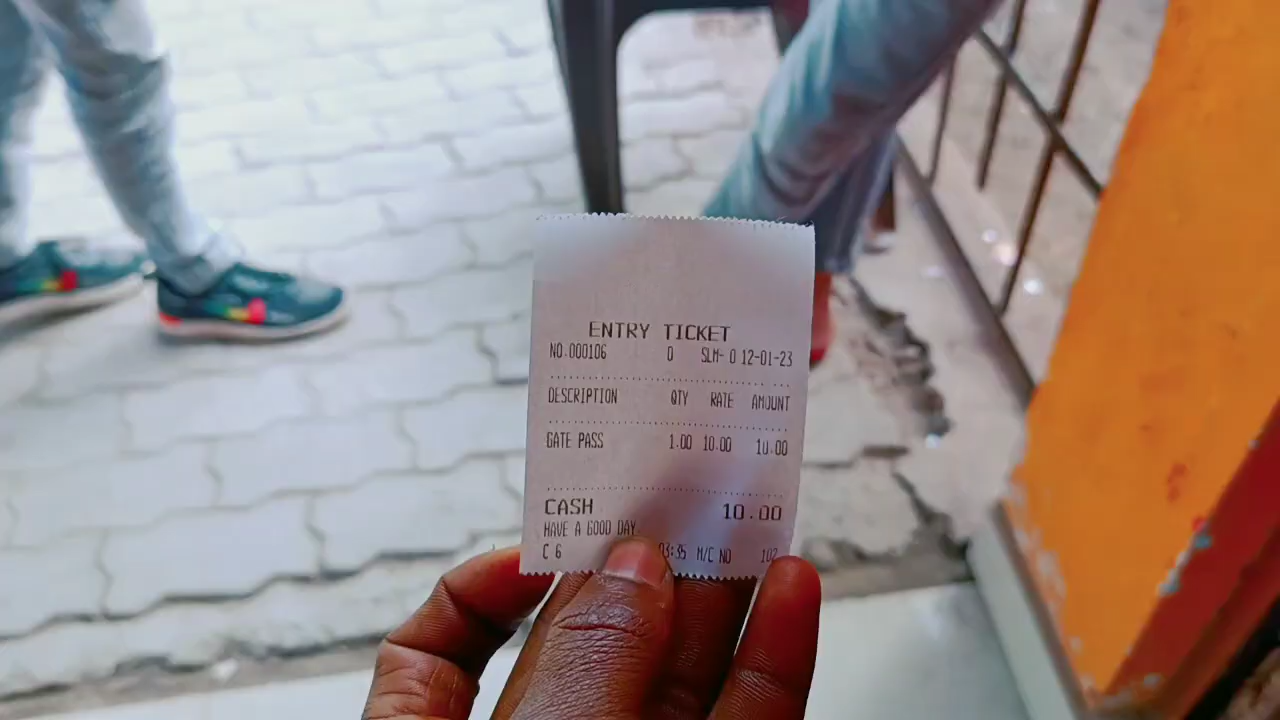 ENTRY TICKET
NO.000106 0 SLM- 0 12-01-23
DESCRIPTION QTY RATE AMOUNT
GATE PASS 1.00 10.00 10.00
CASH 10.00
HAVE A GOOD DAY
C 6 03:35 M/C NO 102